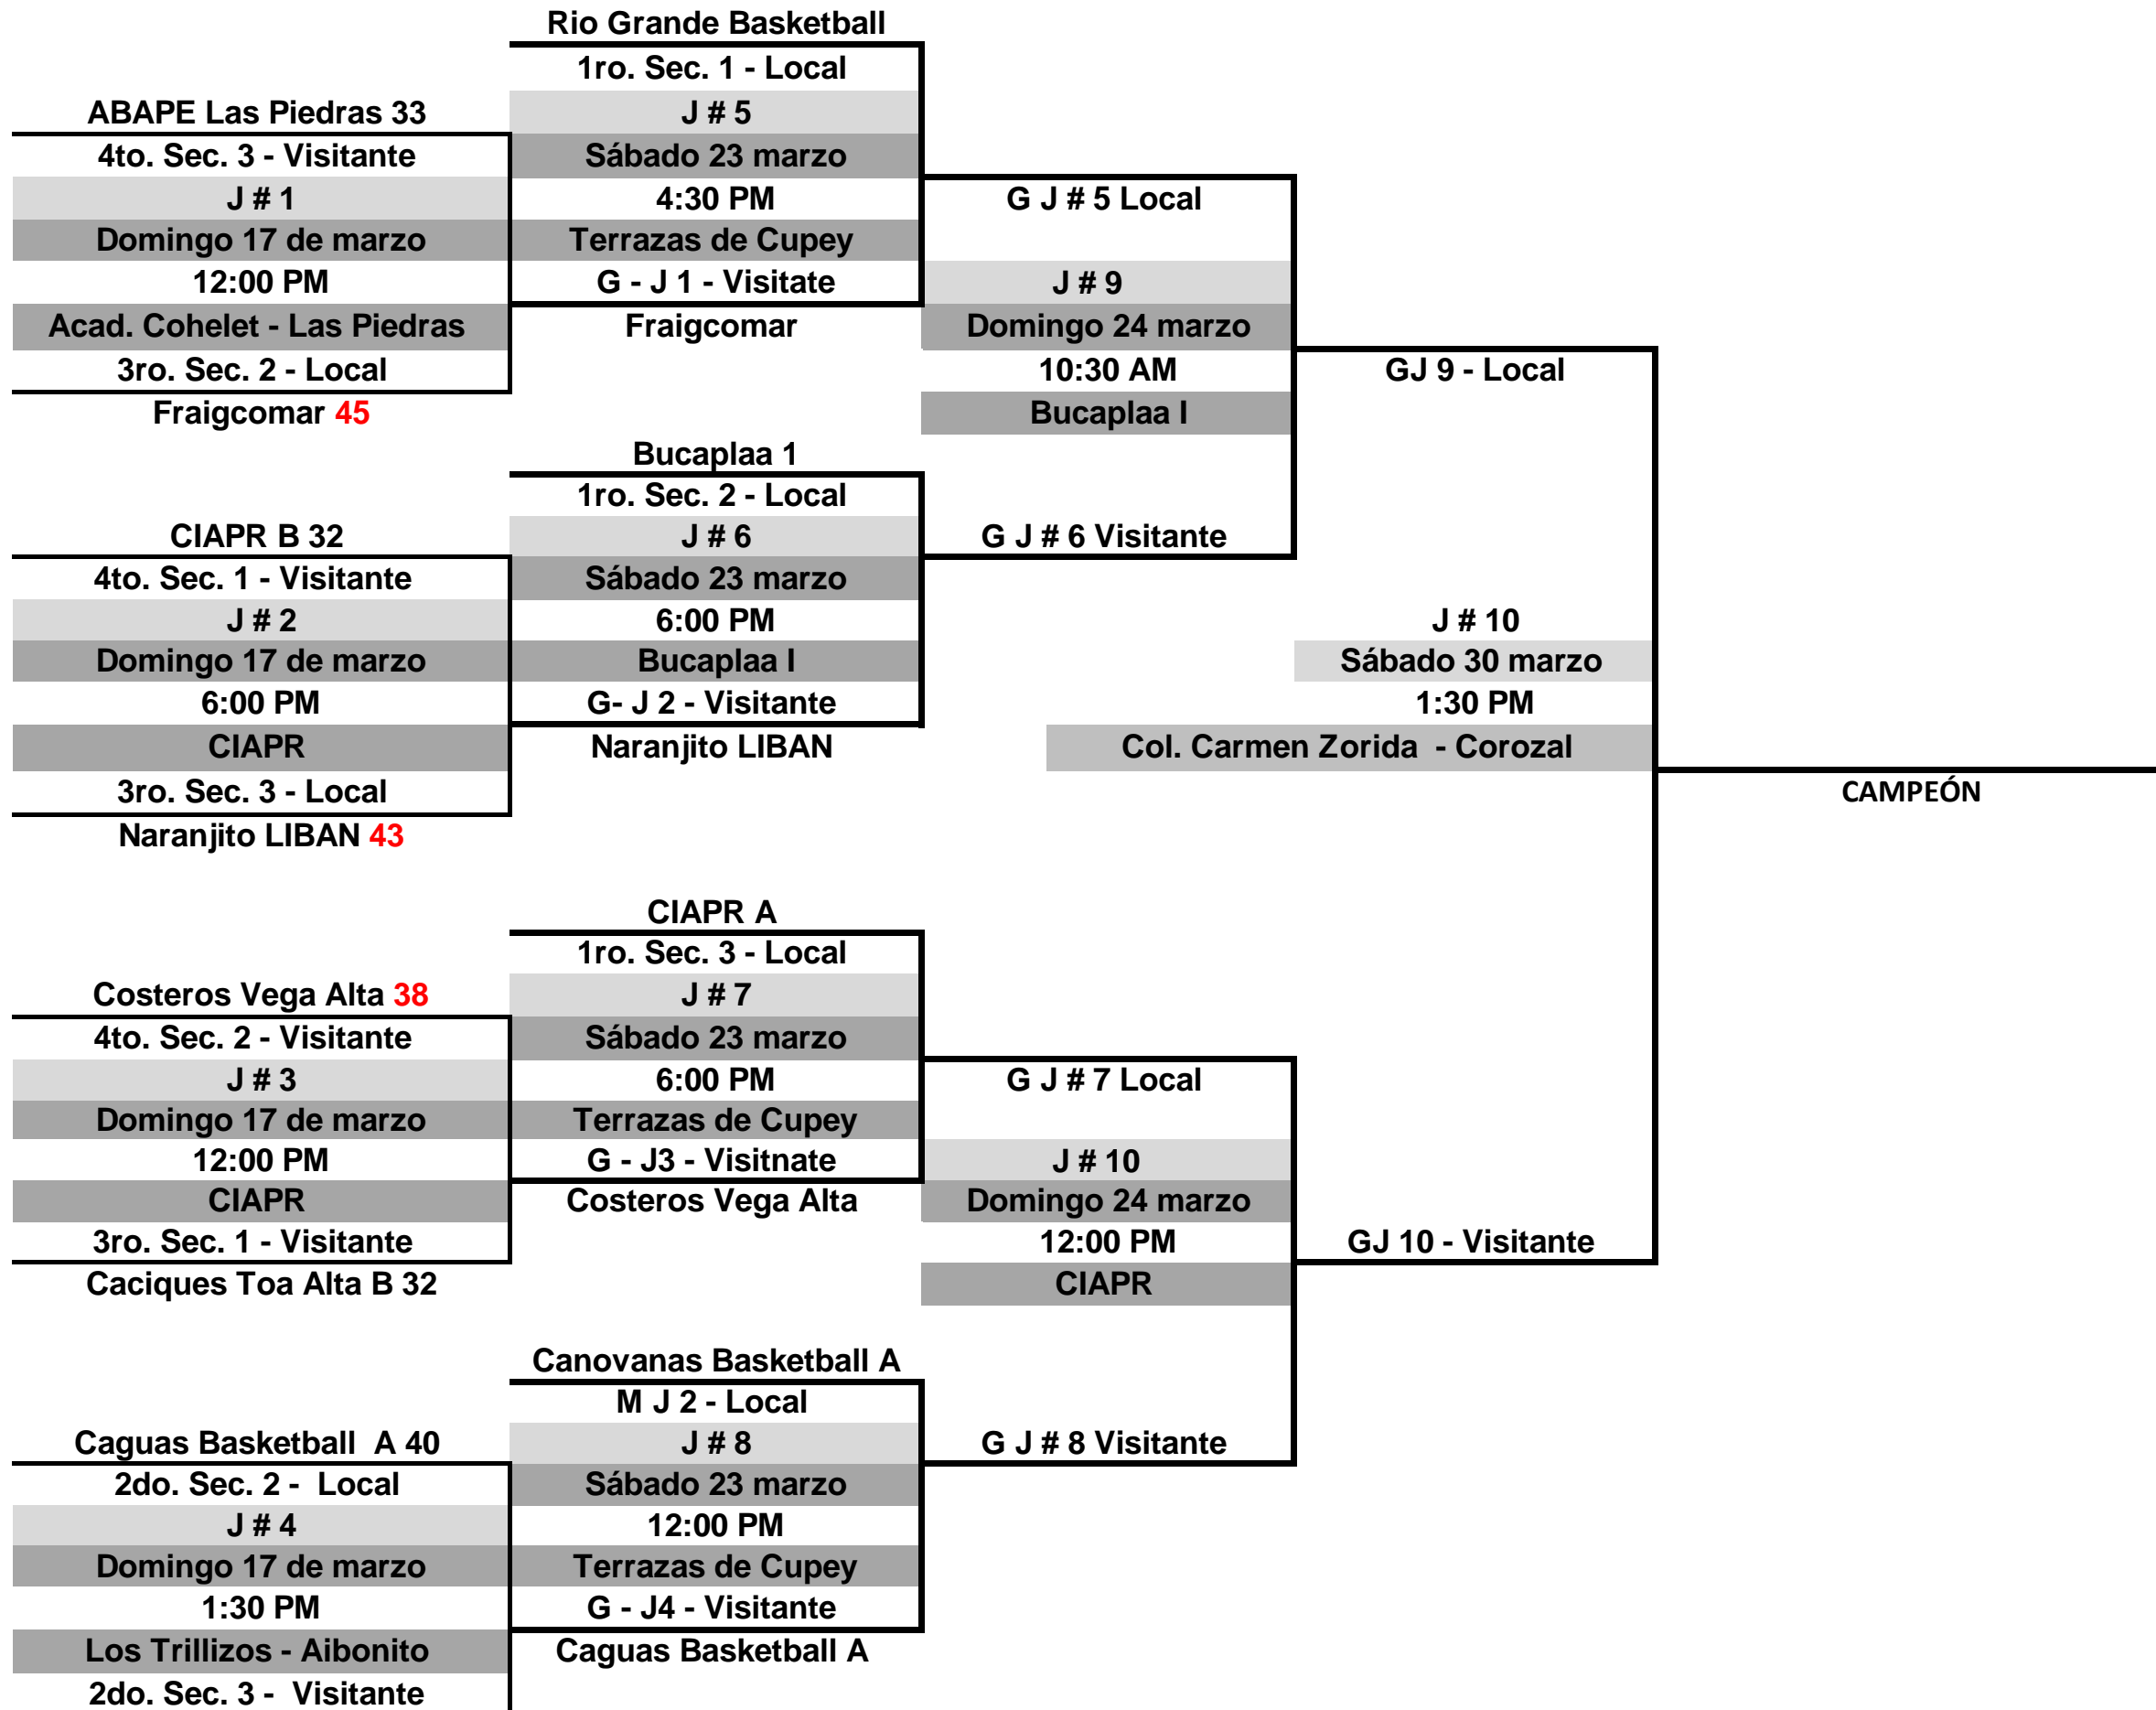 Rio Grande Basketball
1ro. Sec. 1 - Local
ABAPE Las Piedras 33
J # 5
4to. Sec. 3 - Visitante
Sábado 23 marzo
J # 1
4:30 PM
G J # 5 Local
Domingo 17 de marzo
Terrazas de Cupey
12:00 PM
G - J 1 - Visitate
J # 9
Acad. Cohelet - Las Piedras
Fraigcomar
Domingo 24 marzo
3ro. Sec. 2 - Local
10:30 AM
GJ 9 - Local
Fraigcomar 45
Bucaplaa I
Bucaplaa 1
1ro. Sec. 2 - Local
CIAPR B 32
J # 6
G J # 6 Visitante
4to. Sec. 1 - Visitante
Sábado 23 marzo
J # 2
6:00 PM
J # 10
Domingo 17 de marzo
Bucaplaa I
Sábado 30 marzo
6:00 PM
G- J 2 - Visitante
1:30 PM
CIAPR
Naranjito LIBAN
Col. Carmen Zorida - Corozal
3ro. Sec. 3 - Local
CAMPEÓN
Naranjito LIBAN 43
CIAPR A
1ro. Sec. 3 - Local
Costeros Vega Alta 38
J # 7
4to. Sec. 2 - Visitante
Sábado 23 marzo
J # 3
6:00 PM
G J # 7 Local
Domingo 17 de marzo
Terrazas de Cupey
12:00 PM
G - J3 - Visitnate
J # 10
CIAPR
Costeros Vega Alta
Domingo 24 marzo
3ro. Sec. 1 - Visitante
12:00 PM
GJ 10 - Visitante
Caciques Toa Alta B 32
CIAPR
Canovanas Basketball A
M J 2 - Local
Caguas Basketball A 40
J # 8
G J # 8 Visitante
2do. Sec. 2 - Local
Sábado 23 marzo
J # 4
12:00 PM
Domingo 17 de marzo
Terrazas de Cupey
1:30 PM
G - J4 - Visitante
Los Trillizos - Aibonito
Caguas Basketball A
2do. Sec. 3 - Visitante